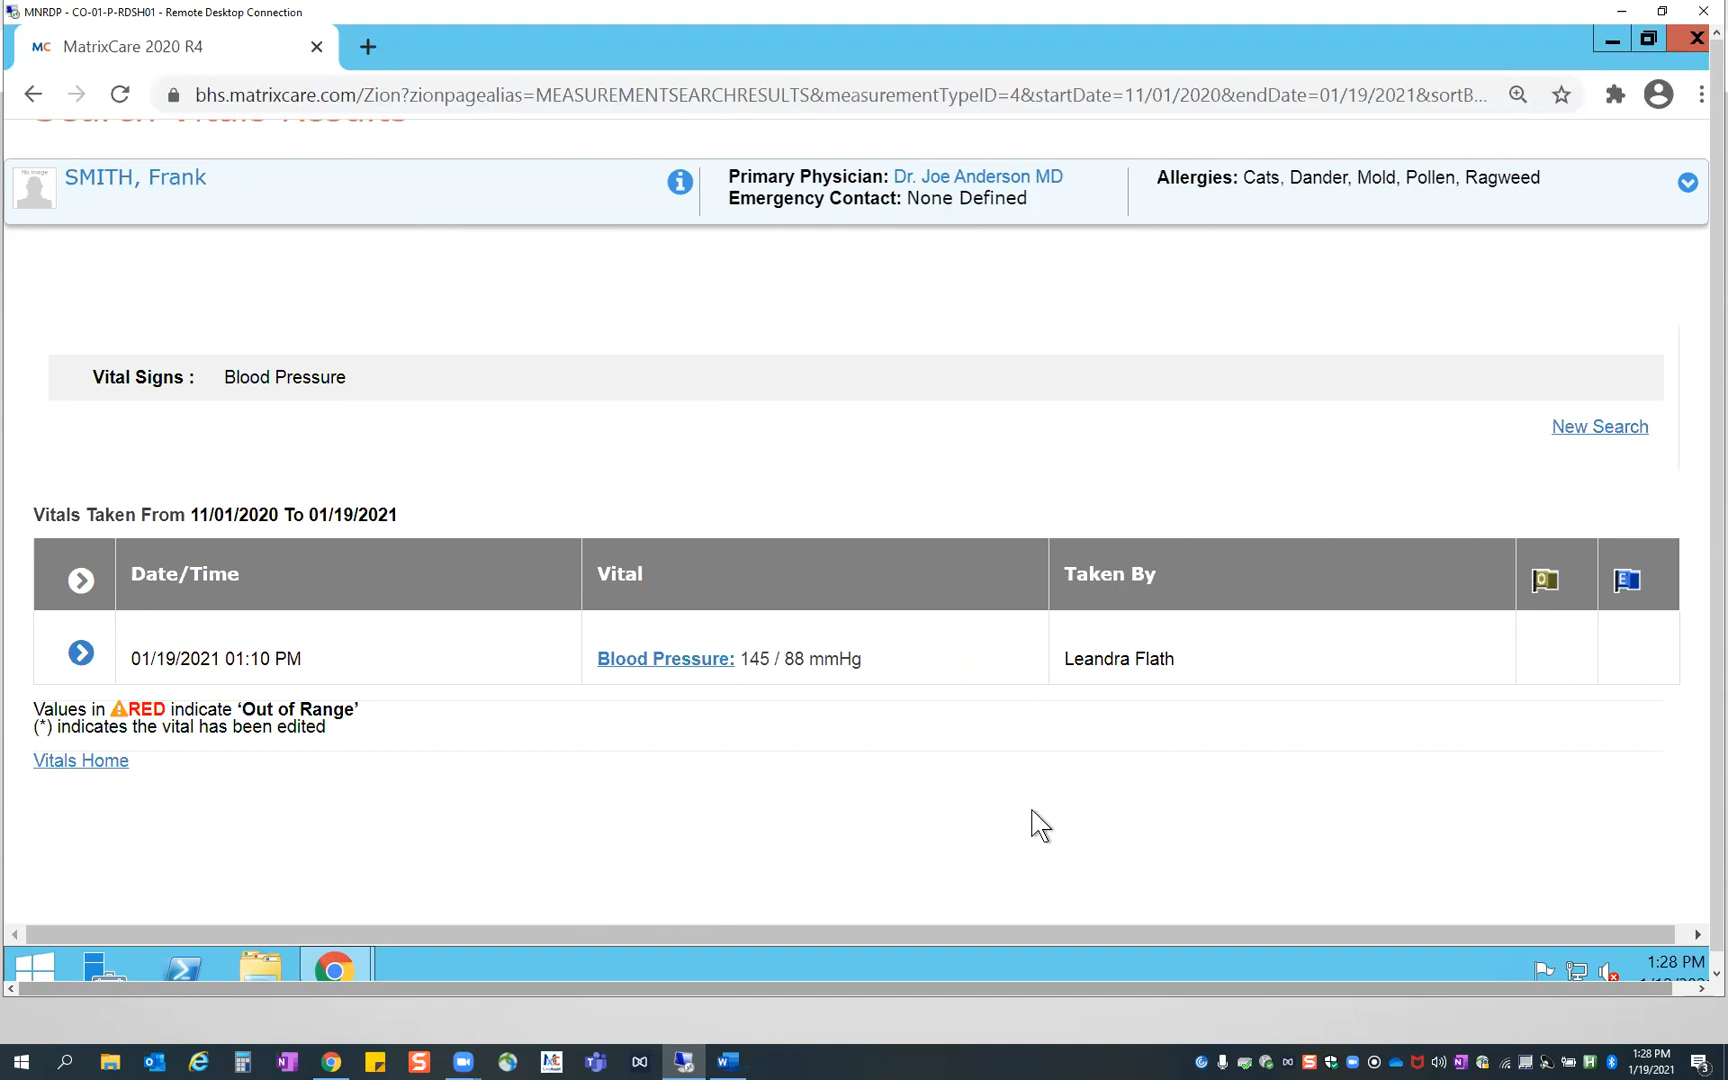 MNRDP - CO-01-P-RDSH01 - Remote Desktop Connection
MC MatrixCare 2020 R4
bhs.matrixcare.com/Zion?zionpagealias=MEASUREMENTSEARCHRESULTS&measurementTypeID=4&startDate=11/01/2020&endDate=01/19/2021&sortB...
Search Vitals Results
SMITH, Frank
Primary Physician: Dr. Joe Anderson MD
Emergency Contact: None Defined
Allergies: Cats, Dander, Mold, Pollen, Ragweed
Vital Signs : Blood Pressure
New Search
Vitals Taken From 11/01/2020 To 01/19/2021
Date/Time Vital Taken By O E
01/19/2021 01:10 PM Blood Pressure: 145 / 88 mmHg Leandra Flath
Values in RED indicate ‘Out of Range’
(*) indicates the vital has been edited
Vitals Home
1:28 PM
1:28 PM
1/19/2021